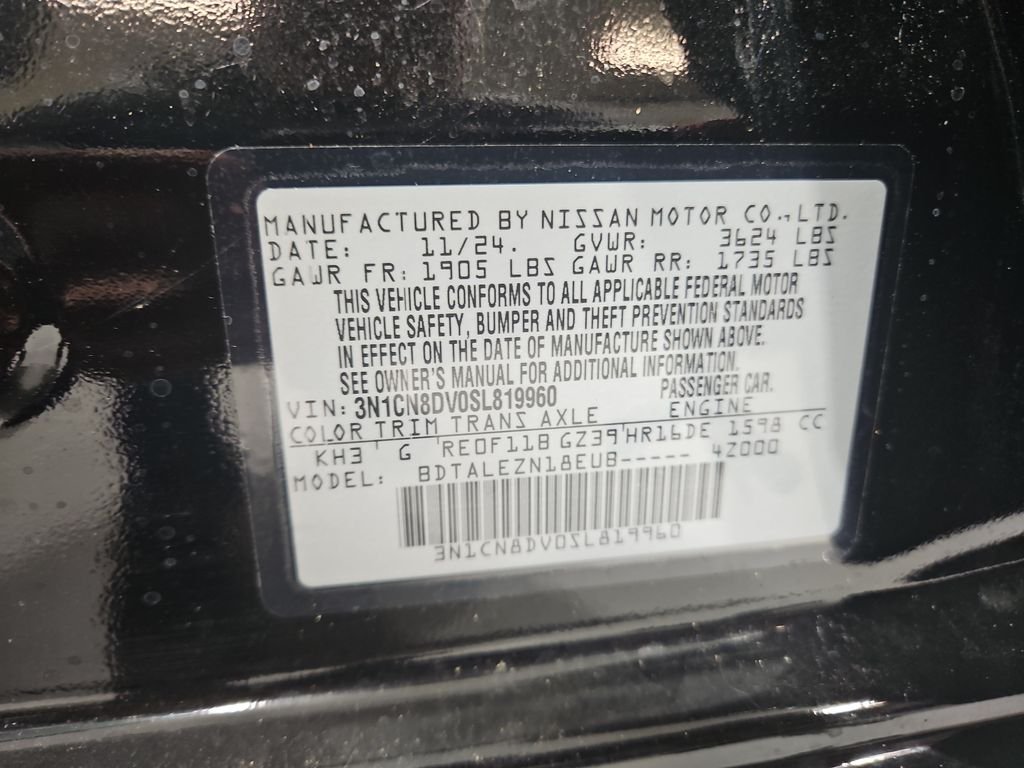 MANUFACTURED BY NISSAN MOTOR CO.,LTD.
DATE: 11/24. GVWR: 3624 LBS
GAWR FR: 1905 LBS GAWR RR: 1735 LBS
THIS VEHICLE CONFORMS TO ALL APPLICABLE FEDERAL MOTOR
VEHICLE SAFETY, BUMPER AND THEFT PREVENTION STANDARDS
IN EFFECT ON THE DATE OF MANUFACTURE SHOWN ABOVE.
SEE OWNER'S MANUAL FOR ADDITIONAL INFORMATION.
VIN: 3N1CN8DV0SL819960 PASSENGER CAR.
COLOR TRIM TRANS AXLE ENGINE
KH3 G RE0F11B GZ39 HR16DE 1598 CC
MODEL: BDTALEZN18EUB----- 4Z000
3N1CN8DV0SL819960